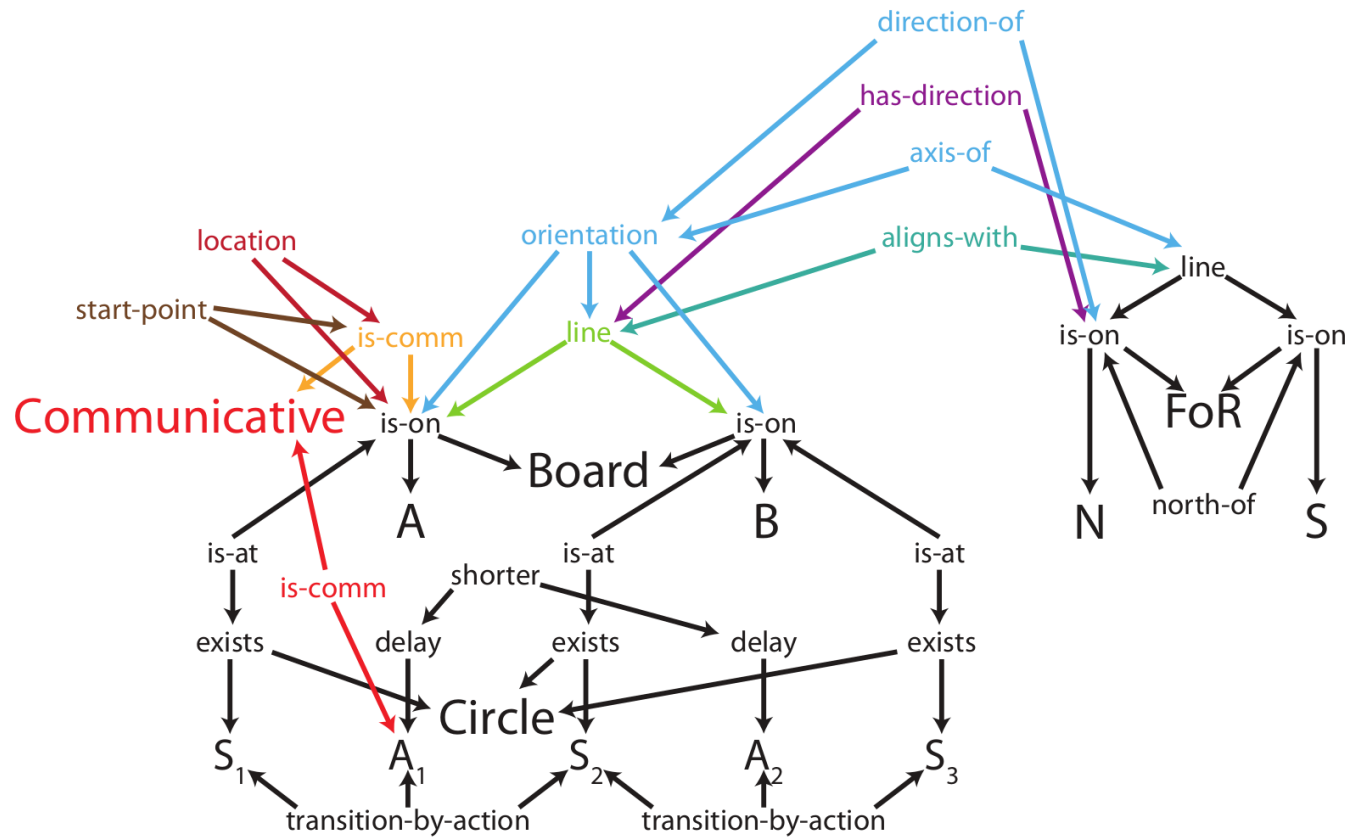 direction-of
has-direction
axis-of
location
orientation
aligns-with
line
start-point
is-comm
line
is-on
is-on
Communicative
is-on
is-on
FoR
Board
A
B
N
north-of
S
is-at
is-at
is-at
shorter
is-comm
exists
delay
exists
delay
exists
Circle
S1
A1
S2
A2
S3
transition-by-action
transition-by-action